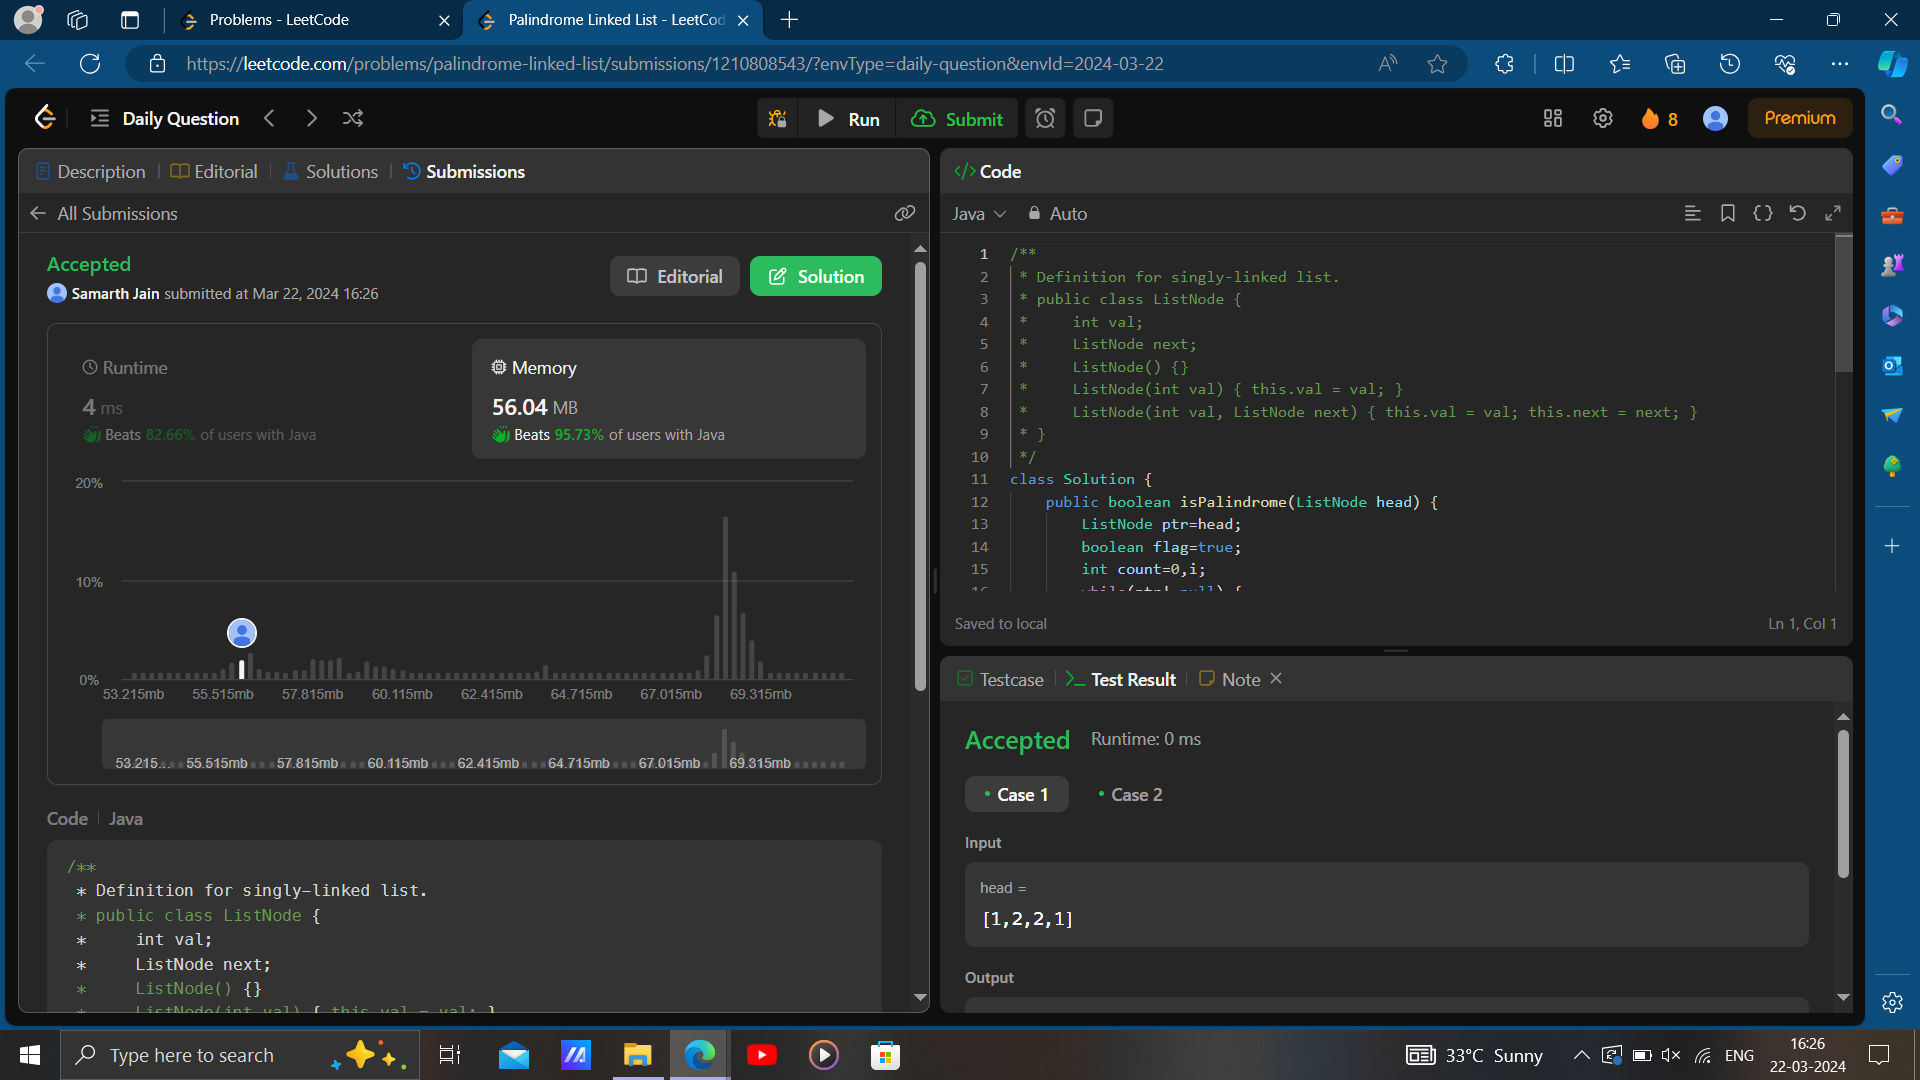 Problems - LeetCode
Palindrome Linked List - LeetCod
https://leetcode.com/problems/palindrome-linked-list/submissions/1210808543/?envType=daily-question&envId=2024-03-22
Daily Question
Run
Submit
8
Premium
Description
Editorial
Solutions
Submissions
All Submissions
Accepted
Samarth Jain submitted at Mar 22, 2024 16:26
Editorial
Solution
Runtime
4 ms
Beats 82.66% of users with Java
Memory
56.04 MB
Beats 95.73% of users with Java
20%
10%
0%
53.215mb 55.515mb 57.815mb 60.115mb 62.415mb 64.715mb 67.015mb 69.315mb
53.215... 55.515mb 57.815mb 60.115mb 62.415mb 64.715mb 67.015mb 69.315mb
Code | Java
/**
* Definition for singly-linked list.
* public class ListNode {
*     int val;
*     ListNode next;
*     ListNode() {}
*     ListNode(int val) { this.val = val; }
</> Code
Java
Auto
1 /**
2 * Definition for singly-linked list.
3 * public class ListNode {
4 *     int val;
5 *     ListNode next;
6 *     ListNode() {}
7 *     ListNode(int val) { this.val = val; }
8 *     ListNode(int val, ListNode next) { this.val = val; this.next = next; }
9 * }
10 */
11 class Solution {
12     public boolean isPalindrome(ListNode head) {
13         ListNode ptr=head;
14         boolean flag=true;
15         int count=0,i;
16         while(ptr!=null) {
Saved to local
Ln 1, Col 1
Testcase
Test Result
Note
Accepted
Runtime: 0 ms
• Case 1
• Case 2
Input
head =
[1,2,2,1]
Output
Type here to search
33°C Sunny
ENG
16:26
22-03-2024